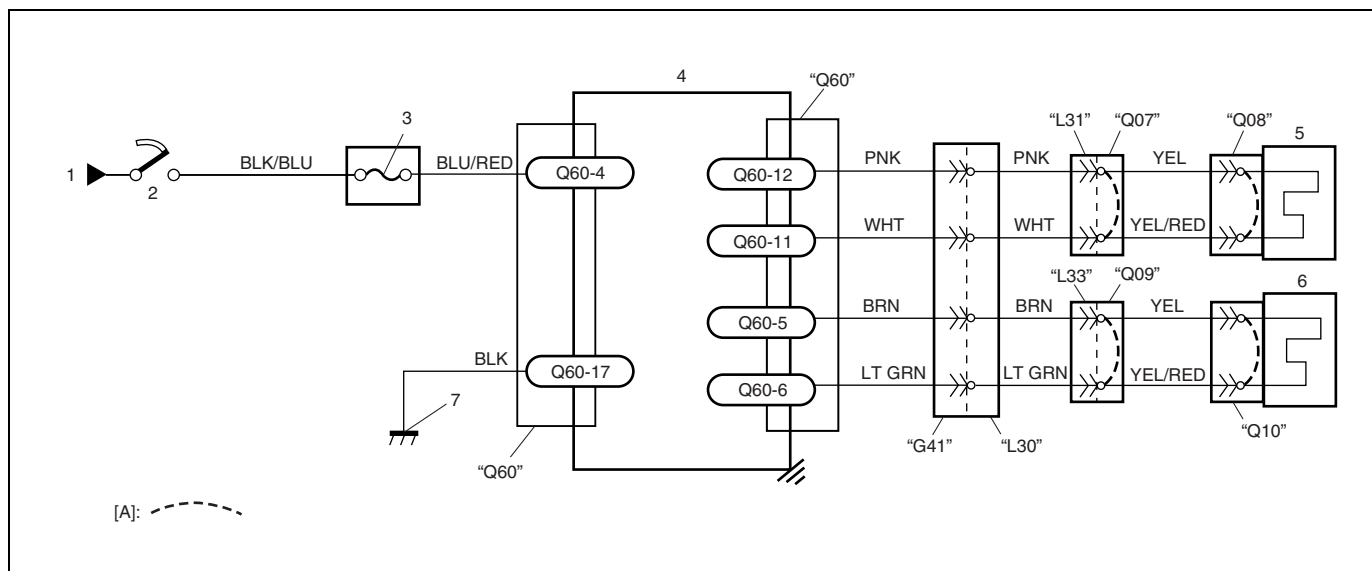 4
"Q60"
3
"L31" "Q07" "Q08" 5
1 BLK/BLU BLU/RED Q60-4 Q60-12 PNK PNK YEL
2
Q60-11 WHT WHT YEL/RED
"L33" "Q09" 6
Q60-5 BRN BRN YEL
BLK Q60-17 Q60-6 LT GRN LT GRN YEL/RED
7
"Q60" "G41" "L30" "Q10"
[A]: